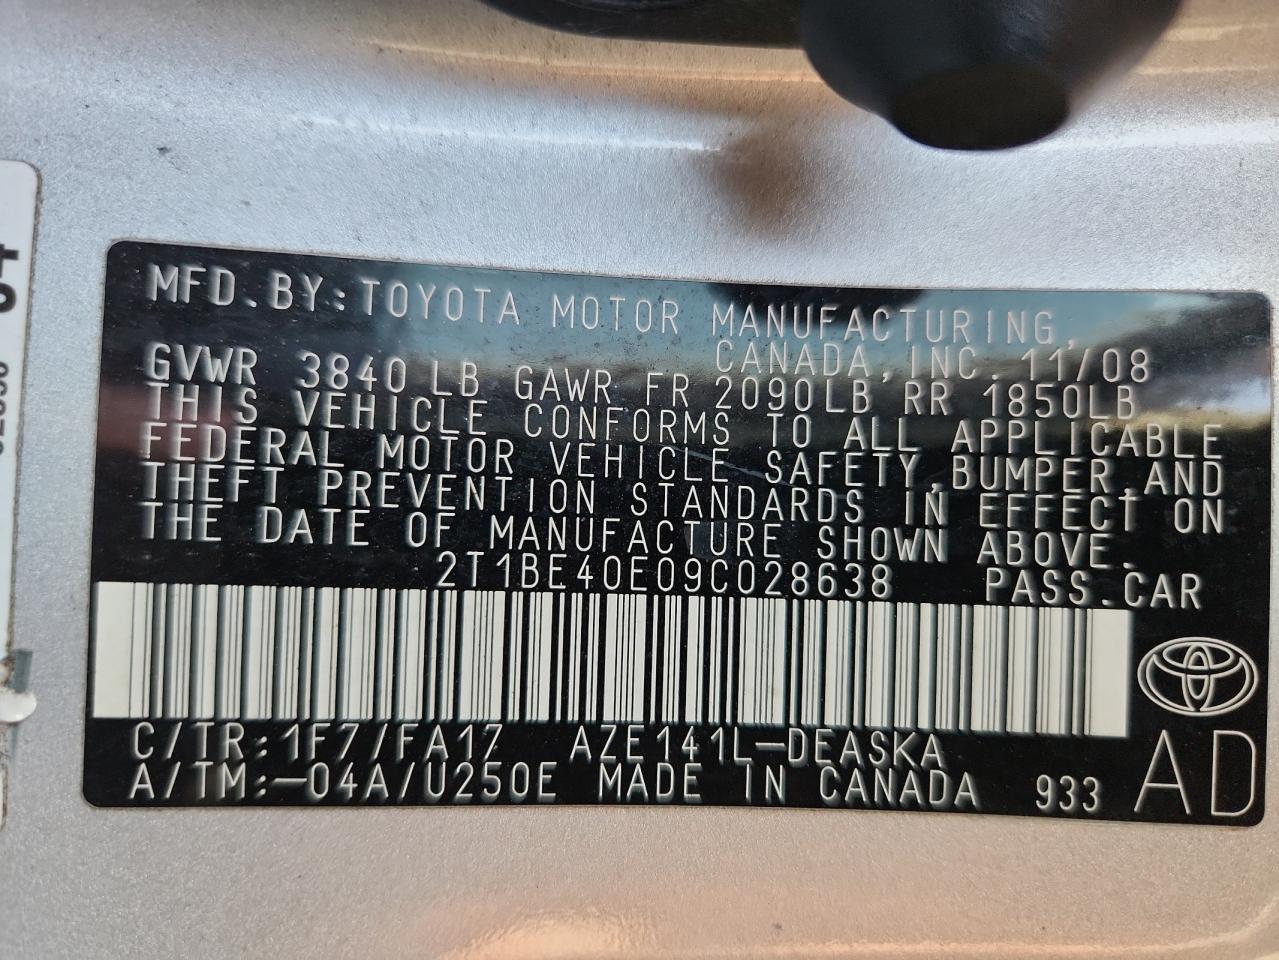 MFD.BY:TOYOTA MOTOR MANUFACTURING,
CANADA,INC. 11/08
GVWR 3840 LB GAWR FR 2090LB RR 1850LB
THIS VEHICLE CONFORMS TO ALL APPLICABLE
FEDERAL MOTOR VEHICLE SAFETY,BUMPER,AND
THEFT PREVENTION STANDARDS IN EFFECT ON
THE DATE OF MANUFACTURE SHOWN ABOVE.
2T1BE40E09C028638 PASS.CAR
C/TR:1F7/FA17 AZE141L-DEASKA
A/TM:-04A/U250E MADE IN CANADA 933 AD